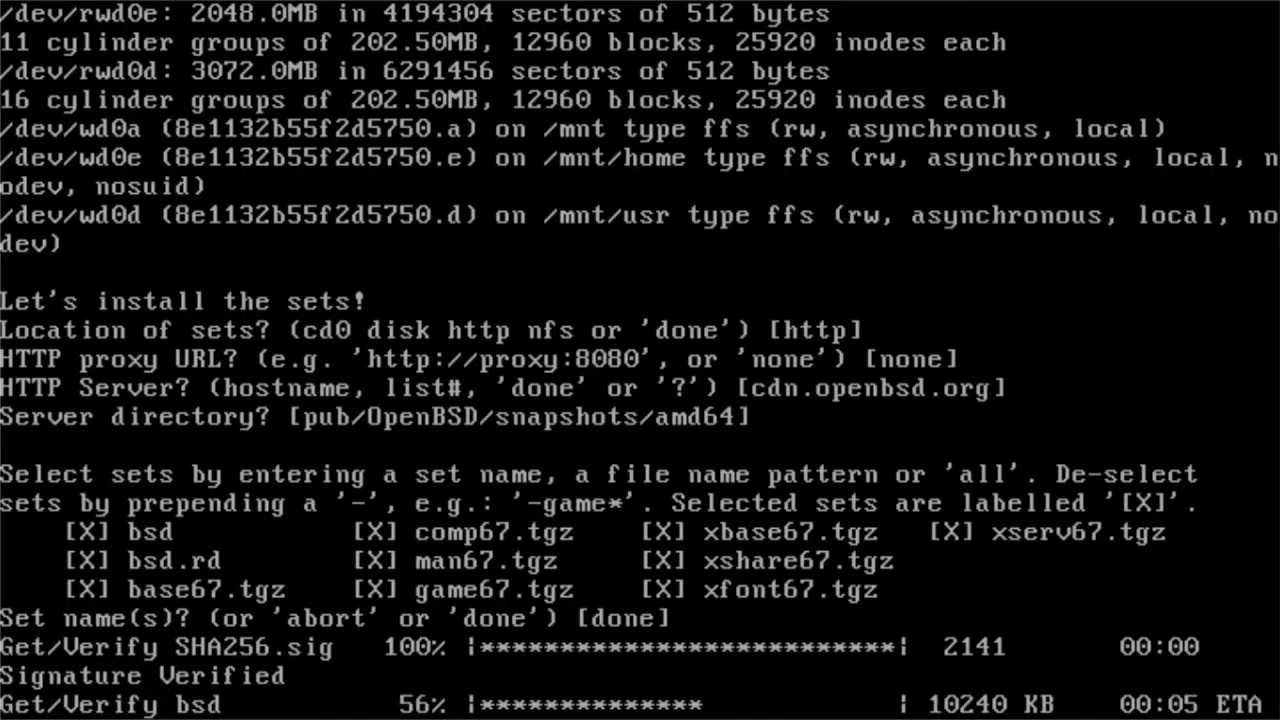 /dev/rwd0e: 2048.0MB in 4194304 sectors of 512 bytes
11 cylinder groups of 202.50MB, 12960 blocks, 25920 inodes each
/dev/rwd0d: 3072.0MB in 6291456 sectors of 512 bytes
16 cylinder groups of 202.50MB, 12960 blocks, 25920 inodes each
/dev/wd0a (8e1132b55f2d5750.a) on /mnt type ffs (rw, asynchronous, local)
/dev/wd0e (8e1132b55f2d5750.e) on /mnt/home type ffs (rw, asynchronous, local, n
odev, nosuid)
/dev/wd0d (8e1132b55f2d5750.d) on /mnt/usr type ffs (rw, asynchronous, local, no
dev)
Let's install the sets!
Location of sets? (cd0 disk http nfs or 'done') [http]
HTTP proxy URL? (e.g. 'http://proxy:8080', or 'none') [none]
HTTP Server? (hostname, list#, 'done' or '?') [cdn.openbsd.org]
Server directory? [pub/OpenBSD/snapshots/amd64]
Select sets by entering a set name, a file name pattern or 'all'. De-select
sets by prepending a '-', e.g.: '-game*'. Selected sets are labelled '[X]'.
[X] bsd [X] comp67.tgz [X] xbase67.tgz [X] xserv67.tgz
[X] bsd.rd [X] man67.tgz [X] xshare67.tgz
[X] base67.tgz [X] game67.tgz [X] xfont67.tgz
Set name(s)? (or 'abort' or 'done') [done]
Get/Verify SHA256.sig 100% |**************************| 2141 00:00
Signature Verified
Get/Verify bsd 56% |************** | 10240 KB 00:05 ETA